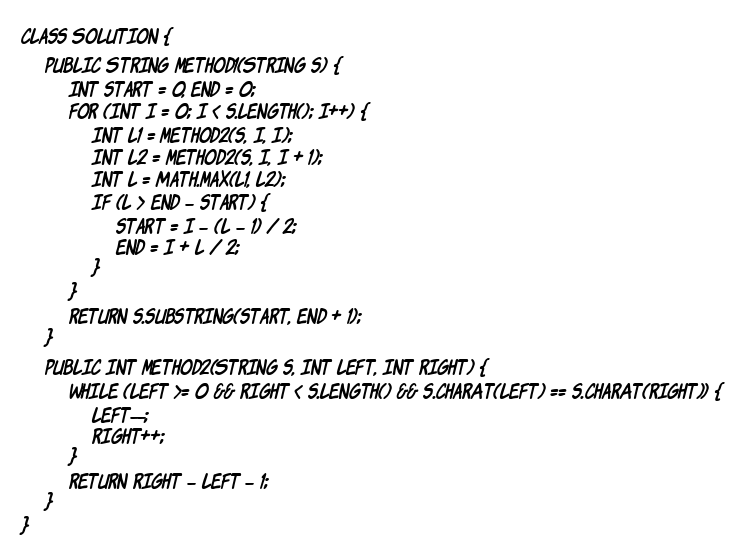 CLASS SOLUTION {
PUBLIC STRING METHOD1(STRING S) {
INT START = 0, END = 0;
FOR (INT I = 0; I < S.LENGTH(); I++) {
INT L1 = METHOD2(S, I, I);
INT L2 = METHOD2(S, I, I + 1);
INT L = MATH.MAX(L1, L2);
IF (L > END - START) {
START = I - (L - 1) / 2;
END = I + L / 2;
}
}
RETURN S.SUBSTRING(START, END + 1);
}
PUBLIC INT METHOD2(STRING S, INT LEFT, INT RIGHT) {
WHILE (LEFT >= 0 && RIGHT < S.LENGTH() && S.CHARAT(LEFT) == S.CHARAT(RIGHT)) {
LEFT--;
RIGHT++;
}
RETURN RIGHT - LEFT - 1;
}
}